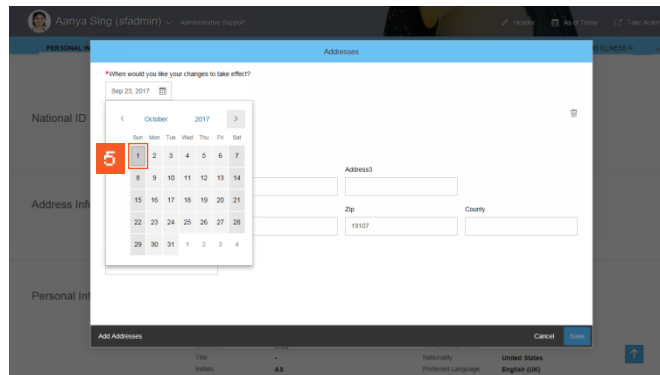 Aanya Sing (sfadmin) Administrative Support Header As of Today Take Action
PERSONAL IN Addresses D ILLNESS
*When would you like your changes to take effect?
Sep 23, 2017
National ID
October 2017
Sun Mon Tue Wed Thu Fri Sat
5 1 2 3 4 5 6 7
Address3
8 9 10 11 12 13 14
Address Info
15 16 17 18 19 20 21
Zip County
22 23 24 25 26 27 28
19107
29 30 31 1 2 3 4
Personal Inf
Add Addresses Cancel Save
Title - Nationality United States
Initials AS Preferred Language English (UK)